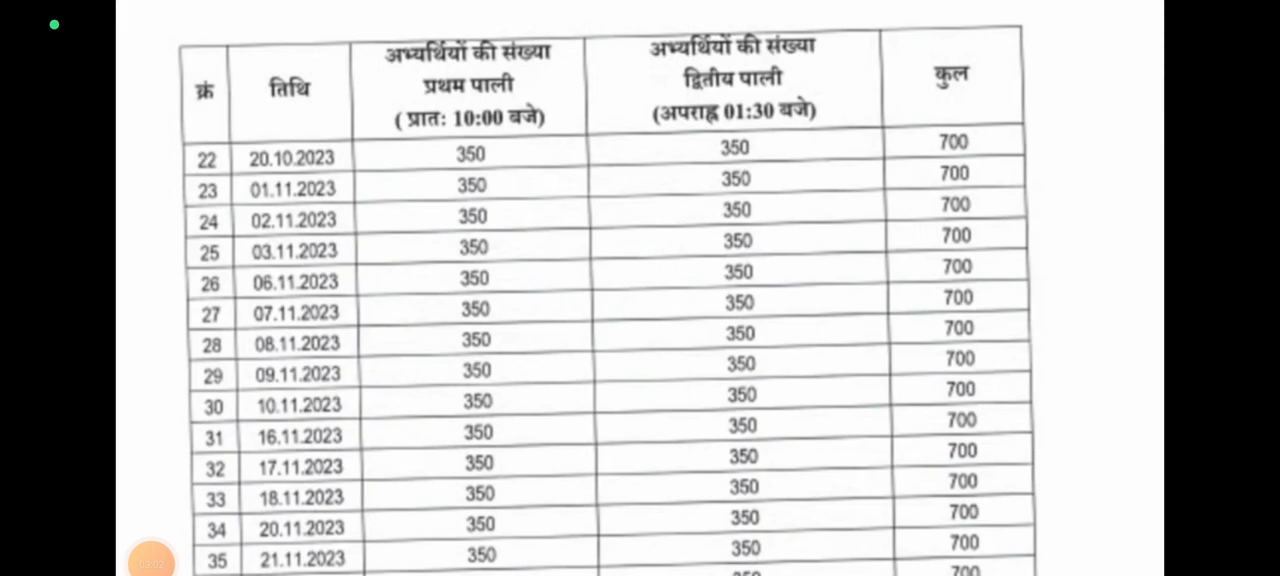 क्रं तिथि अभ्यर्थियों की संख्या प्रथम पाली ( प्रात: 10:00 बजे) अभ्यर्थियों की संख्या द्वितीय पाली (अपराह्न 01:30 बजे) कुल
22 20.10.2023 350 350 700
23 01.11.2023 350 350 700
24 02.11.2023 350 350 700
25 03.11.2023 350 350 700
26 06.11.2023 350 350 700
27 07.11.2023 350 350 700
28 08.11.2023 350 350 700
29 09.11.2023 350 350 700
30 10.11.2023 350 350 700
31 16.11.2023 350 350 700
32 17.11.2023 350 350 700
33 18.11.2023 350 350 700
34 20.11.2023 350 350 700
35 21.11.2023 350 350 700
03:02